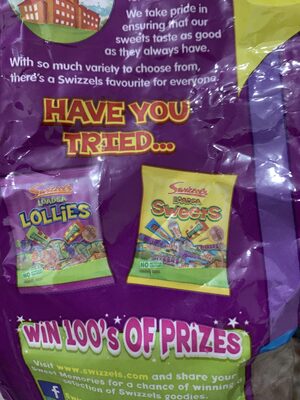 We take pride in
ensuring that our
sweets taste as good
as they always have.
With so much variety to choose from,
there's a Swizzels favourite for everyone
HAVE YOU
TRIED...
Swizzels
LOADSA
LOLLIES
NO
Swizzels
LOADSA
SWEETS
NO
WIN 100's OF PRIZES
Visit www.swizzels.com and share your
Sweet Memories for a chance of winning a
selection of Swizzels goodies.
f